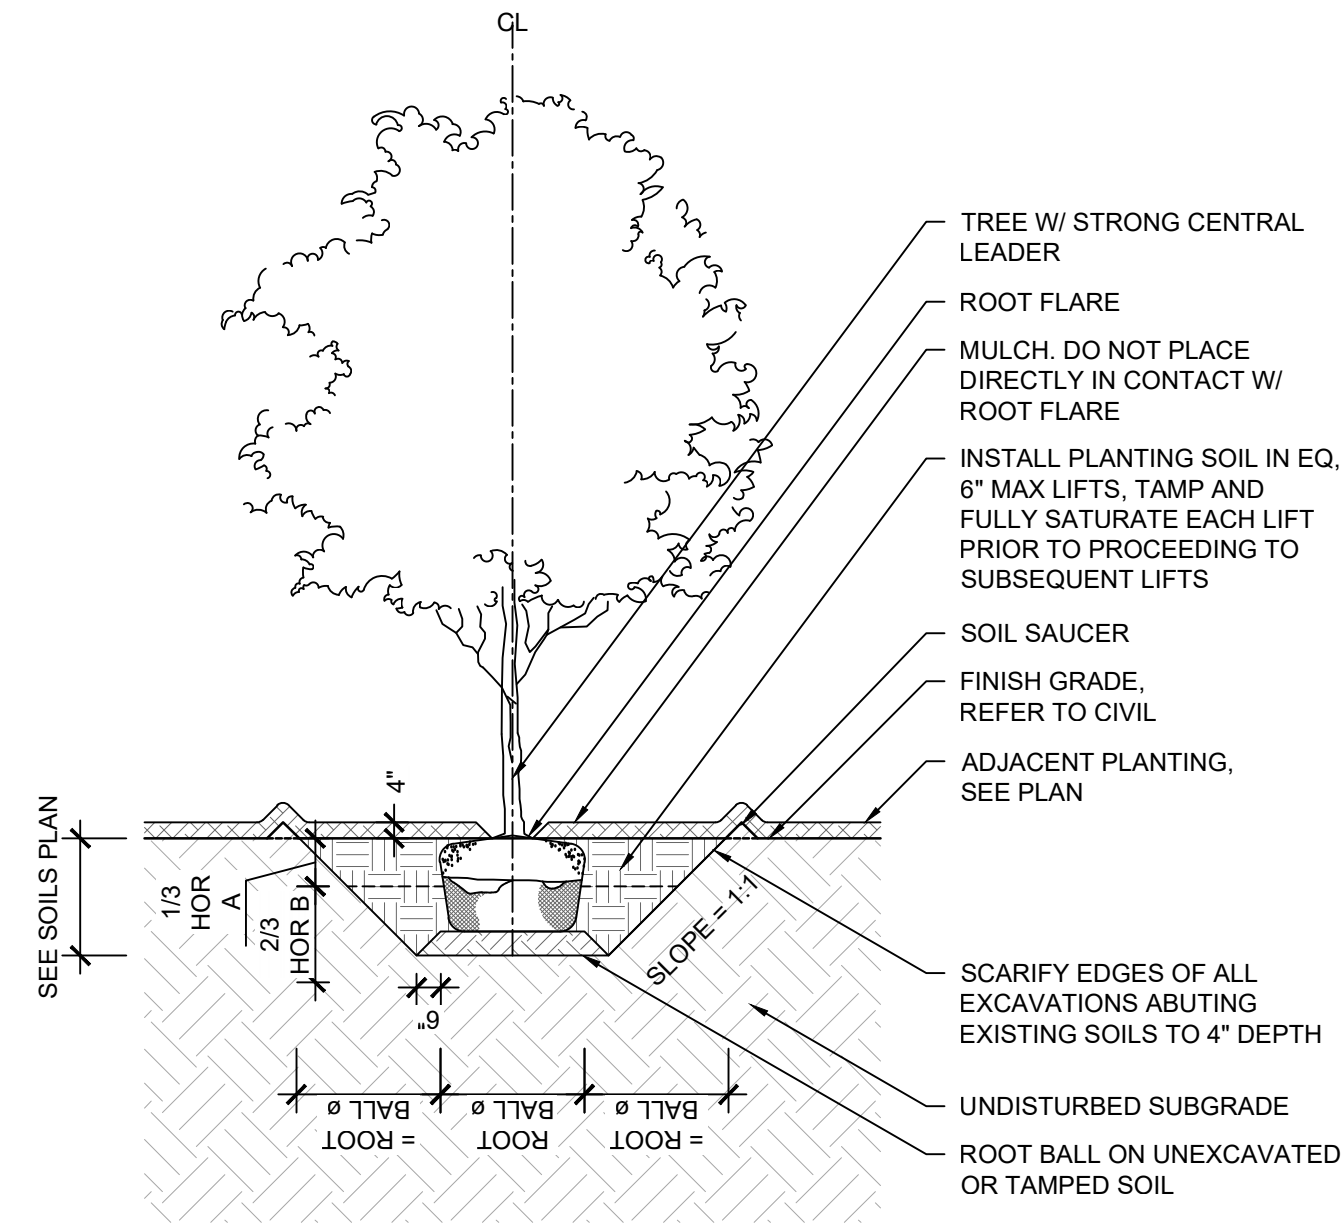 CL
TREE W/ STRONG CENTRAL
LEADER
ROOT FLARE
MULCH. DO NOT PLACE
DIRECTLY IN CONTACT W/
ROOT FLARE
INSTALL PLANTING SOIL IN EQ,
6" MAX LIFTS, TAMP AND
FULLY SATURATE EACH LIFT
PRIOR TO PROCEEDING TO
SUBSEQUENT LIFTS
SOIL SAUCER
FINISH GRADE,
REFER TO CIVIL
ADJACENT PLANTING,
SEE PLAN
SCARIFY EDGES OF ALL
EXCAVATIONS ABUTING
EXISTING SOILS TO 4" DEPTH
UNDISTURBED SUBGRADE
ROOT BALL ON UNEXCAVATED
OR TAMPED SOIL
SEE SOILS PLAN
1/3
HOR
A
2/3
HOR B
4"
6"
SLOPE = 1:1
= ROOT
BALL ø
ROOT
BALL ø
= ROOT
BALL ø